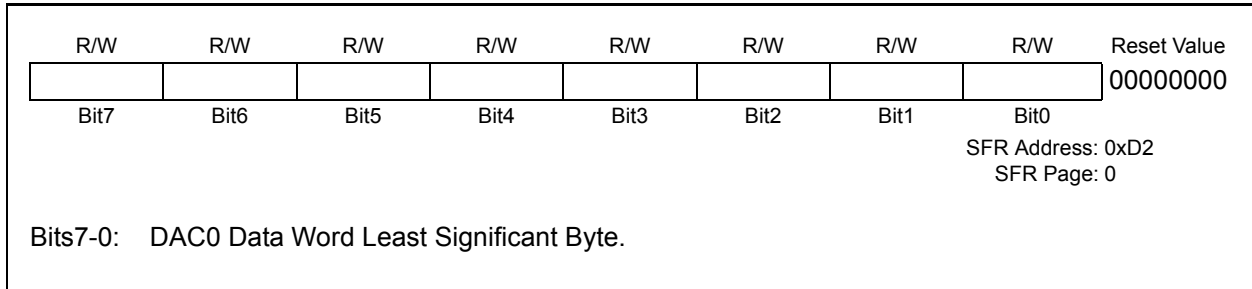 R/W R/W R/W R/W R/W R/W R/W R/W Reset Value
00000000
Bit7 Bit6 Bit5 Bit4 Bit3 Bit2 Bit1 Bit0
SFR Address: 0xD2
SFR Page: 0
Bits7-0: DAC0 Data Word Least Significant Byte.